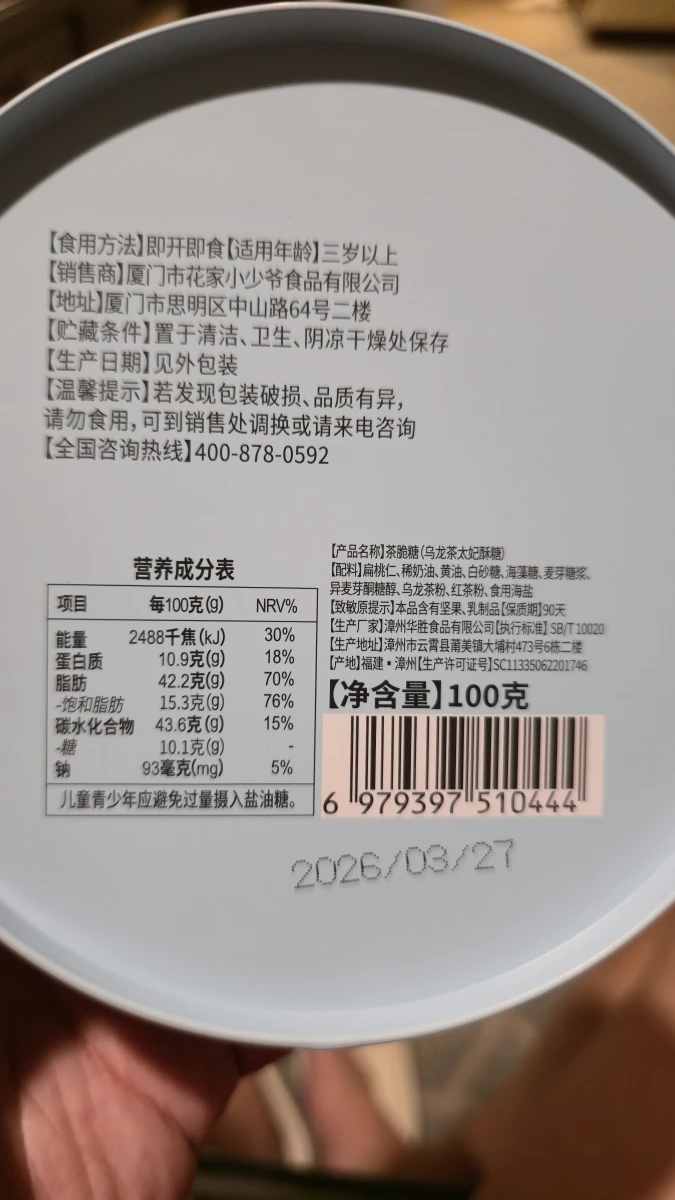 【食用方法】即开即食【适用年龄】三岁以上
【销售商】厦门市花家小少爷食品有限公司
【地址】厦门市思明区中山路64号二楼
【贮藏条件】置于清洁、卫生、阴凉干燥处保存
【生产日期】见外包装
【温馨提示】若发现包装破损、品质有异，
请勿食用，可到销售处调换或请来电咨询
【全国咨询热线】400-878-0592
营养成分表
项目 每100克(g) NRV%
能量 2488千焦(kJ) 30%
蛋白质 10.9克(g) 18%
脂肪 42.2克(g) 70%
-饱和脂肪 15.3克(g) 76%
碳水化合物 43.6克(g) 15%
-糖 10.1克(g) -
钠 93毫克(mg) 5%
儿童青少年应避免过量摄入盐油糖。
【产品名称】茶脆糖（乌龙茶太妃酥糖）
【配料】扁桃仁、稀奶油、黄油、白砂糖、海藻糖、麦芽糖浆、
异麦芽酮糖醇、乌龙茶粉、红茶粉、食用海盐
【致敏原提示】本品含有坚果、乳制品【保质期】90天
【生产厂家】漳州华胜食品有限公司【执行标准】SB/T 10020
【生产地址】漳州市云霄县莆美镇大埔村473号6栋二楼
【产地】福建·漳州【生产许可证号】SC11335062201746
【净含量】100克
6 979397 510444
2026/03/27